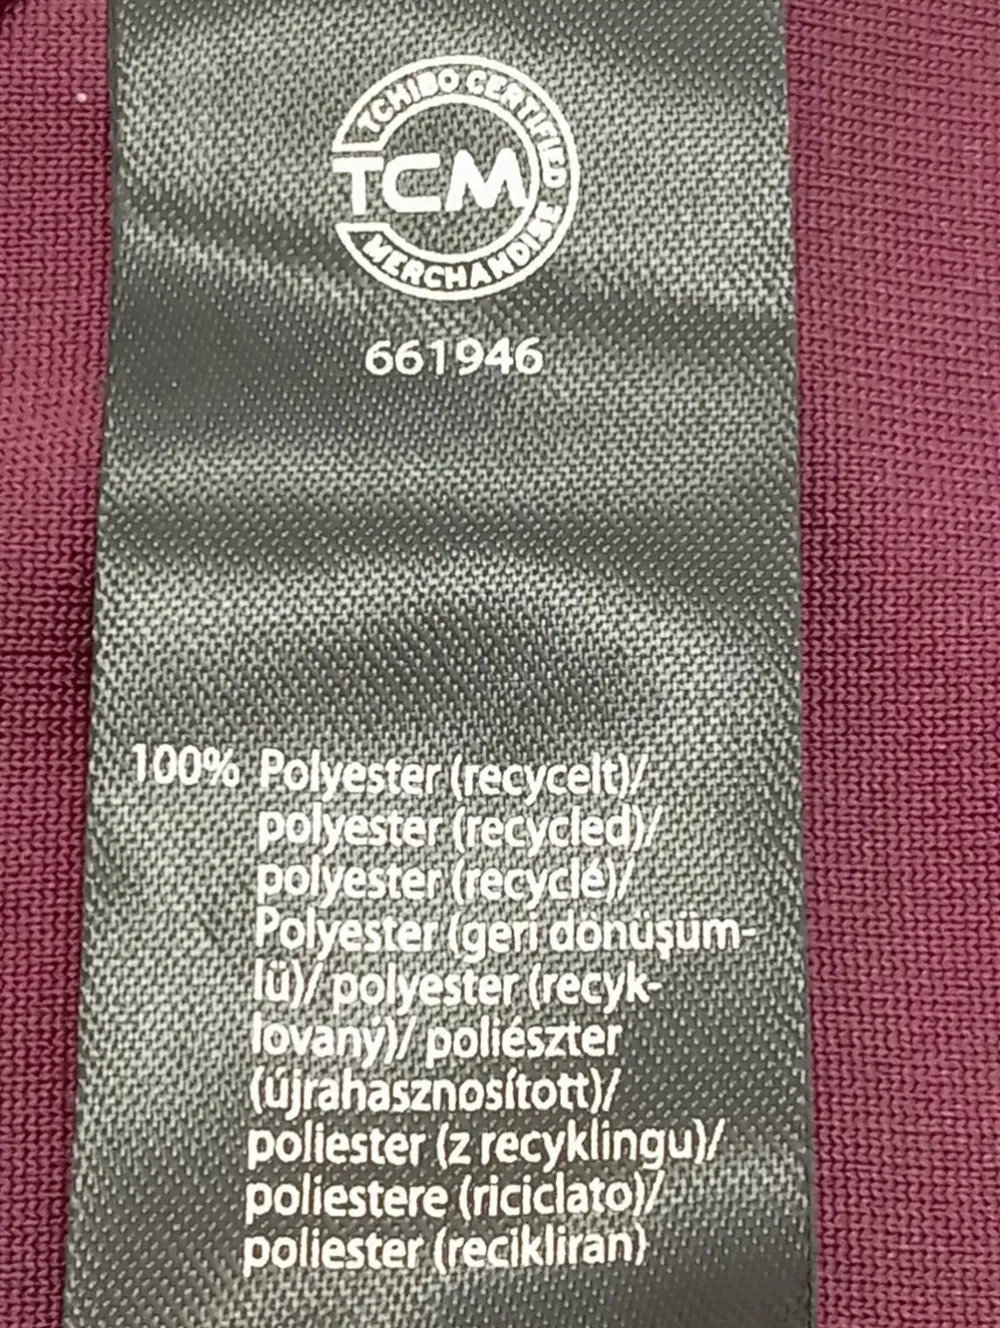 TCHIBO CERTIFIED
TCM
MERCHANDISE
661946
100% Polyester (recycelt)/
polyester (recycled)/
polyester (recyclé)/
Polyester (geri dönüşüm-
lü)/ polyester (recyk-
lovaný)/ poliészter
(újrahasznosított)/
poliester (z recyklingu)/
poliestere (riciclato)/
poliester (recikliran)